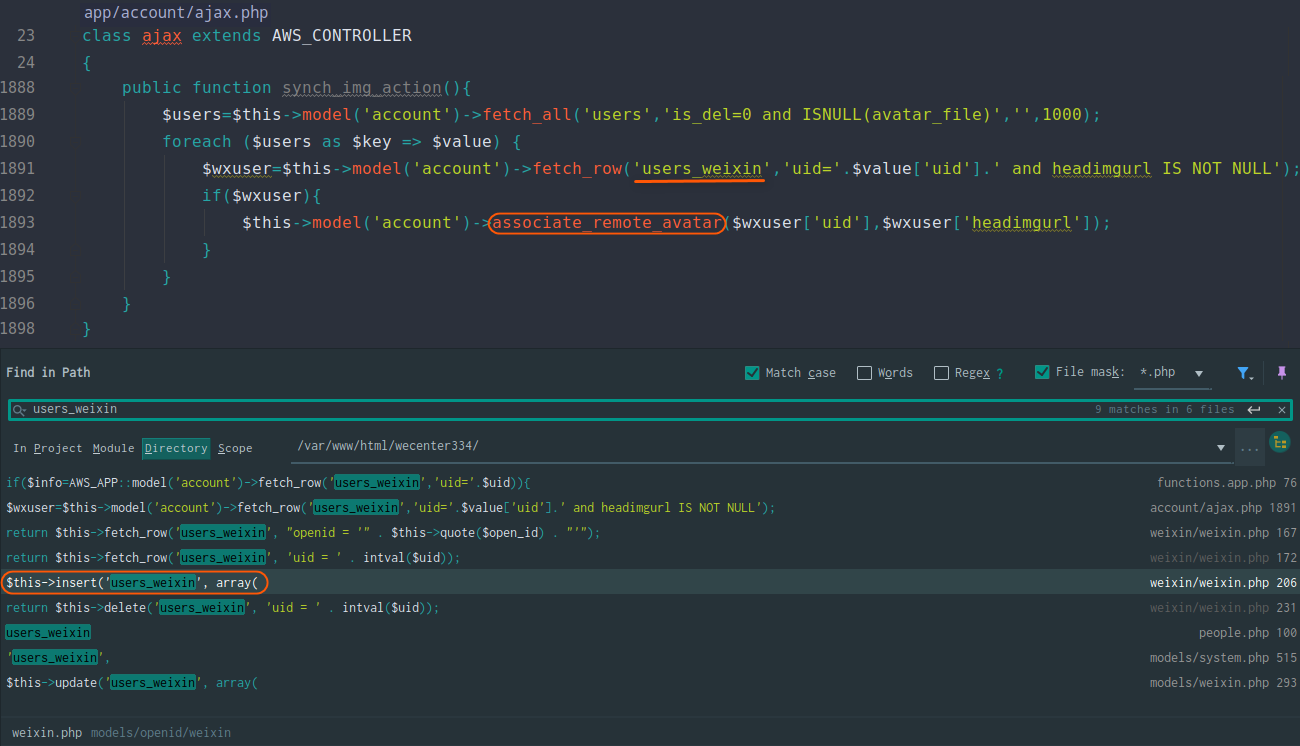 app/account/ajax.php
23 class ajax extends AWS_CONTROLLER
24 {
1888 public function synch_img_action(){
1889 $users=$this->model('account')->fetch_all('users','is_del=0 and ISNULL(avatar_file)','',1000);
1890 foreach ($users as $key => $value) {
1891 $wxuser=$this->model('account')->fetch_row('users_weixin','uid='.$value['uid'].' and headimgurl IS NOT NULL');
1892 if($wxuser){
1893 $this->model('account')->associate_remote_avatar($wxuser['uid'],$wxuser['headimgurl']);
1894 }
1895 }
1896 }
1898 }
Find in Path Match case Words Regex ? File mask: *.php
users_weixin 9 matches in 6 files
In Project Module Directory Scope /var/www/html/wecenter334/ ...
if($info=AWS_APP::model('account')->fetch_row('users_weixin','uid='.$uid)){ functions.app.php 76
$wxuser=$this->model('account')->fetch_row('users_weixin','uid='.$value['uid'].' and headimgurl IS NOT NULL'); account/ajax.php 1891
return $this->fetch_row('users_weixin', "openid = '" . $this->quote($open_id) . "'"); weixin/weixin.php 167
return $this->fetch_row('users_weixin', 'uid = ' . intval($uid)); weixin/weixin.php 172
$this->insert('users_weixin', array( weixin/weixin.php 206
return $this->delete('users_weixin', 'uid = ' . intval($uid)); weixin/weixin.php 231
users_weixin people.php 100
'users_weixin', models/system.php 515
$this->update('users_weixin', array( models/weixin.php 293
weixin.php models/openid/weixin